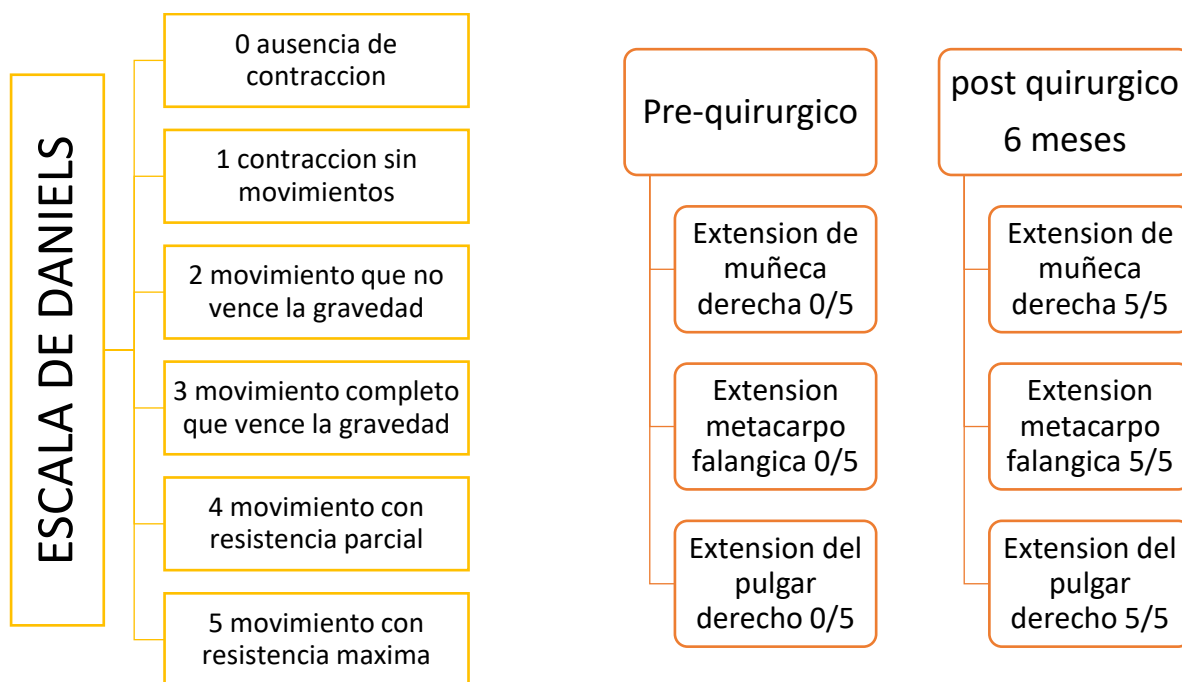 ESCALA DE DANIELS
0 ausencia de
contraccion
1 contraccion sin
movimientos
2 movimiento que no
vence la gravedad
3 movimiento completo
que vence la gravedad
4 movimiento con
resistencia parcial
5 movimiento con
resistencia maxima
Pre-quirurgico
Extension de
muñeca
derecha 0/5
Extension
metacarpo
falangica 0/5
Extension del
pulgar
derecho 0/5
post quirurgico
6 meses
Extension de
muñeca
derecha 5/5
Extension
metacarpo
falangica 5/5
Extension del
pulgar
derecho 5/5